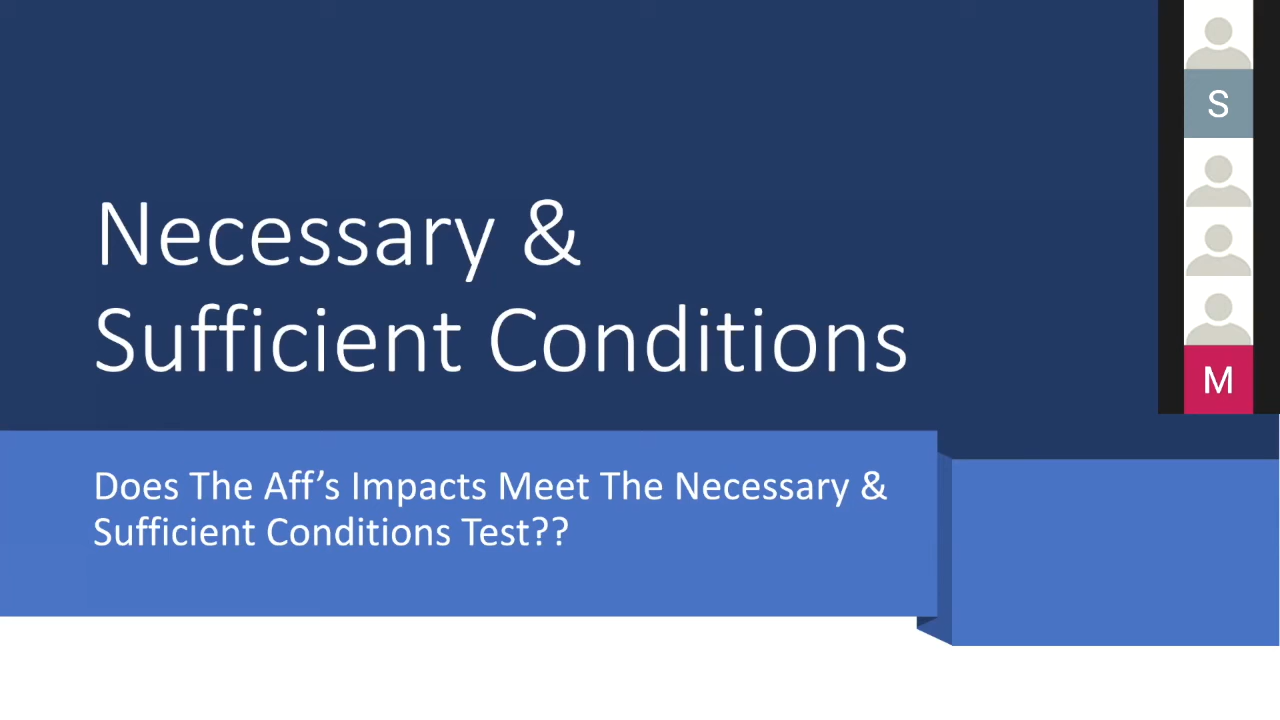 Necessary &
Sufficient Conditions
Does The Aff’s Impacts Meet The Necessary &
Sufficient Conditions Test??
S
M